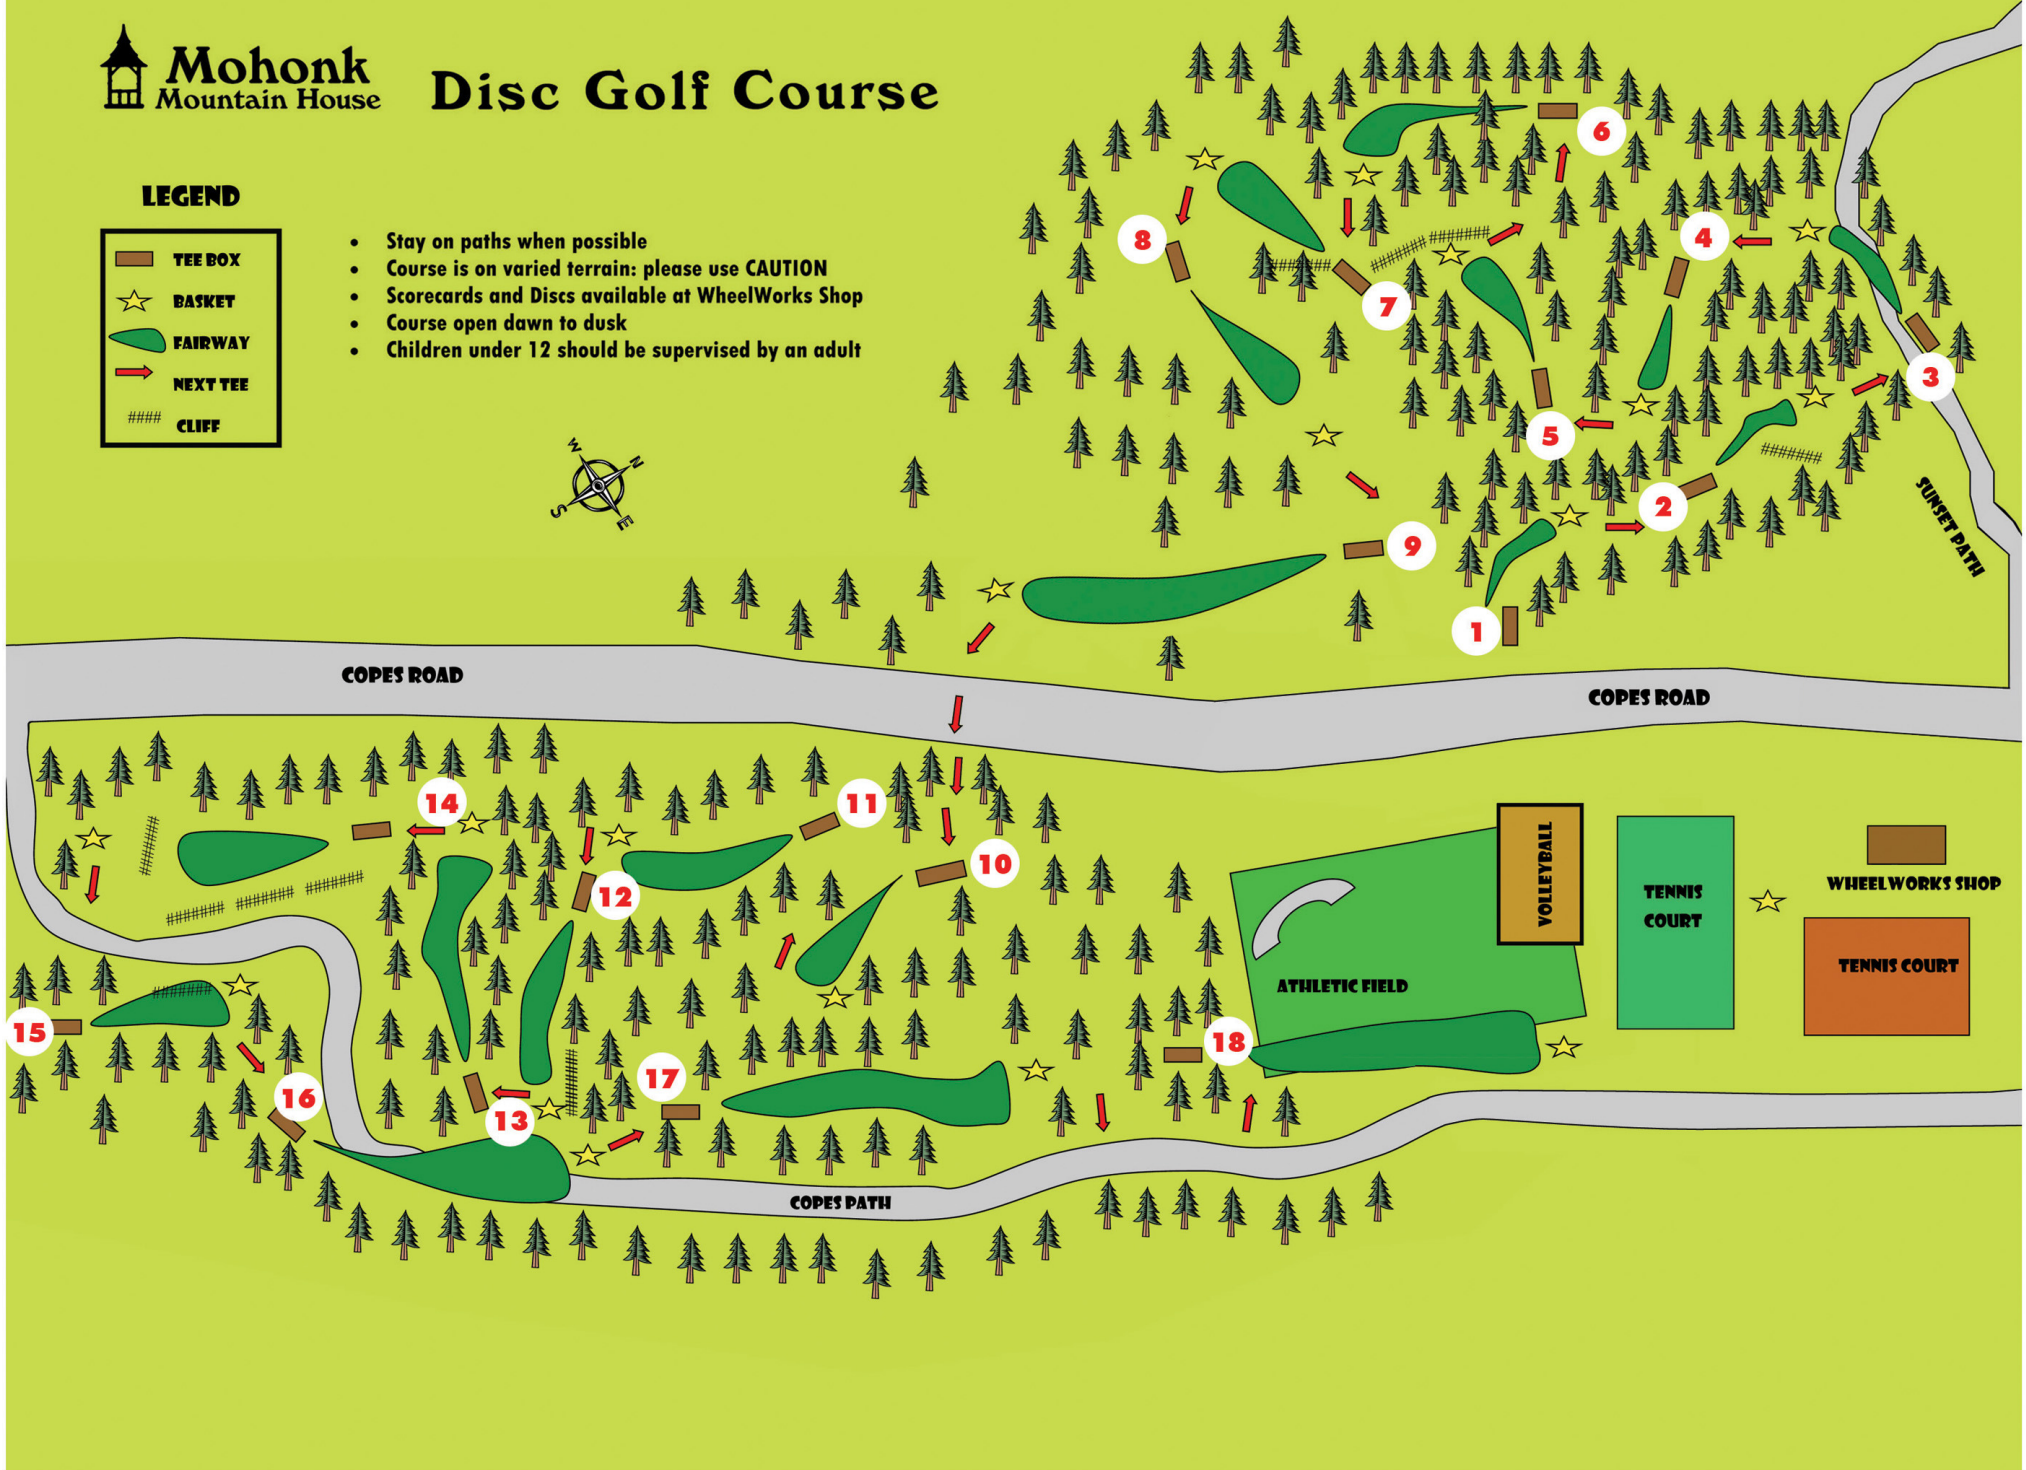 Mohonk
Mountain House
Disc Golf Course
LEGEND
TEE BOX
BASKET
FAIRWAY
NEXT TEE
CLIFF
• Stay on paths when possible
• Course is on varied terrain: please use CAUTION
• Scorecards and Discs available at WheelWorks Shop
• Course open dawn to dusk
• Children under 12 should be supervised by an adult
W
N
S
E
6
4
8
7
3
5
2
9
1
SUNSET PATH
COPES ROAD
COPES ROAD
14
11
10
12
VOLLEYBALL
TENNIS
COURT
WHEELWORKS SHOP
TENNIS COURT
ATHLETIC FIELD
15
18
17
16
13
COPES PATH